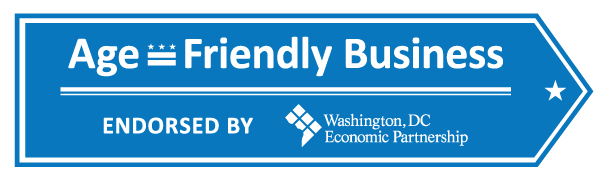 Age Friendly Business
ENDORSED BY
Washington, DC
Economic Partnership